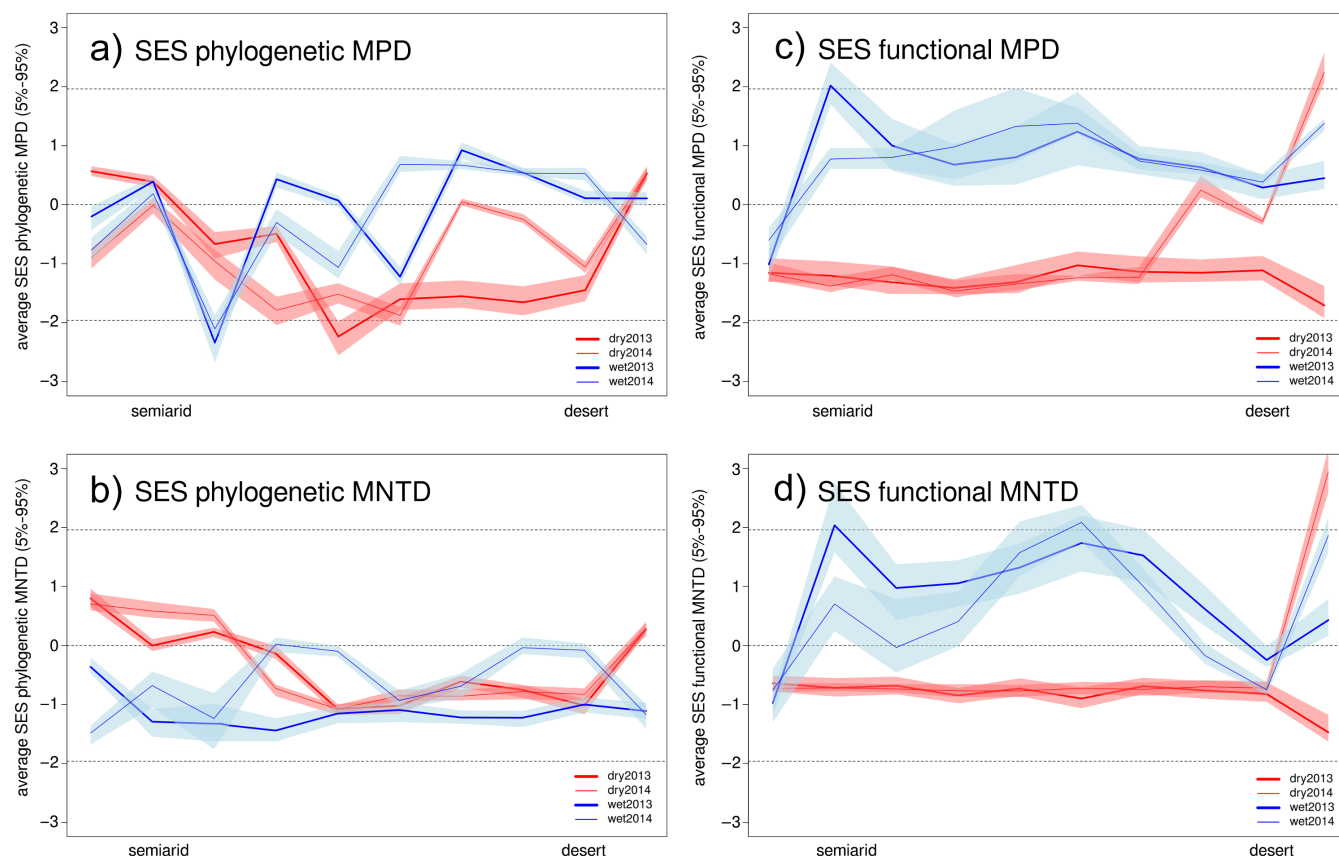 a) SES phylogenetic MPD
average SES phylogenetic MPD (5%-95%)
3
2
1
0
−1
−2
−3
dry2013
dry2014
wet2013
wet2014
semiarid desert
c) SES functional MPD
average SES functional MPD (5%-95%)
3
2
1
0
−1
−2
−3
dry2013
dry2014
wet2013
wet2014
semiarid desert
b) SES phylogenetic MNTD
average SES phylogenetic MNTD (5%-95%)
3
2
1
0
−1
−2
−3
dry2013
dry2014
wet2013
wet2014
semiarid desert
d) SES functional MNTD
average SES functional MNTD (5%-95%)
3
2
1
0
−1
−2
−3
dry2013
dry2014
wet2013
wet2014
semiarid desert